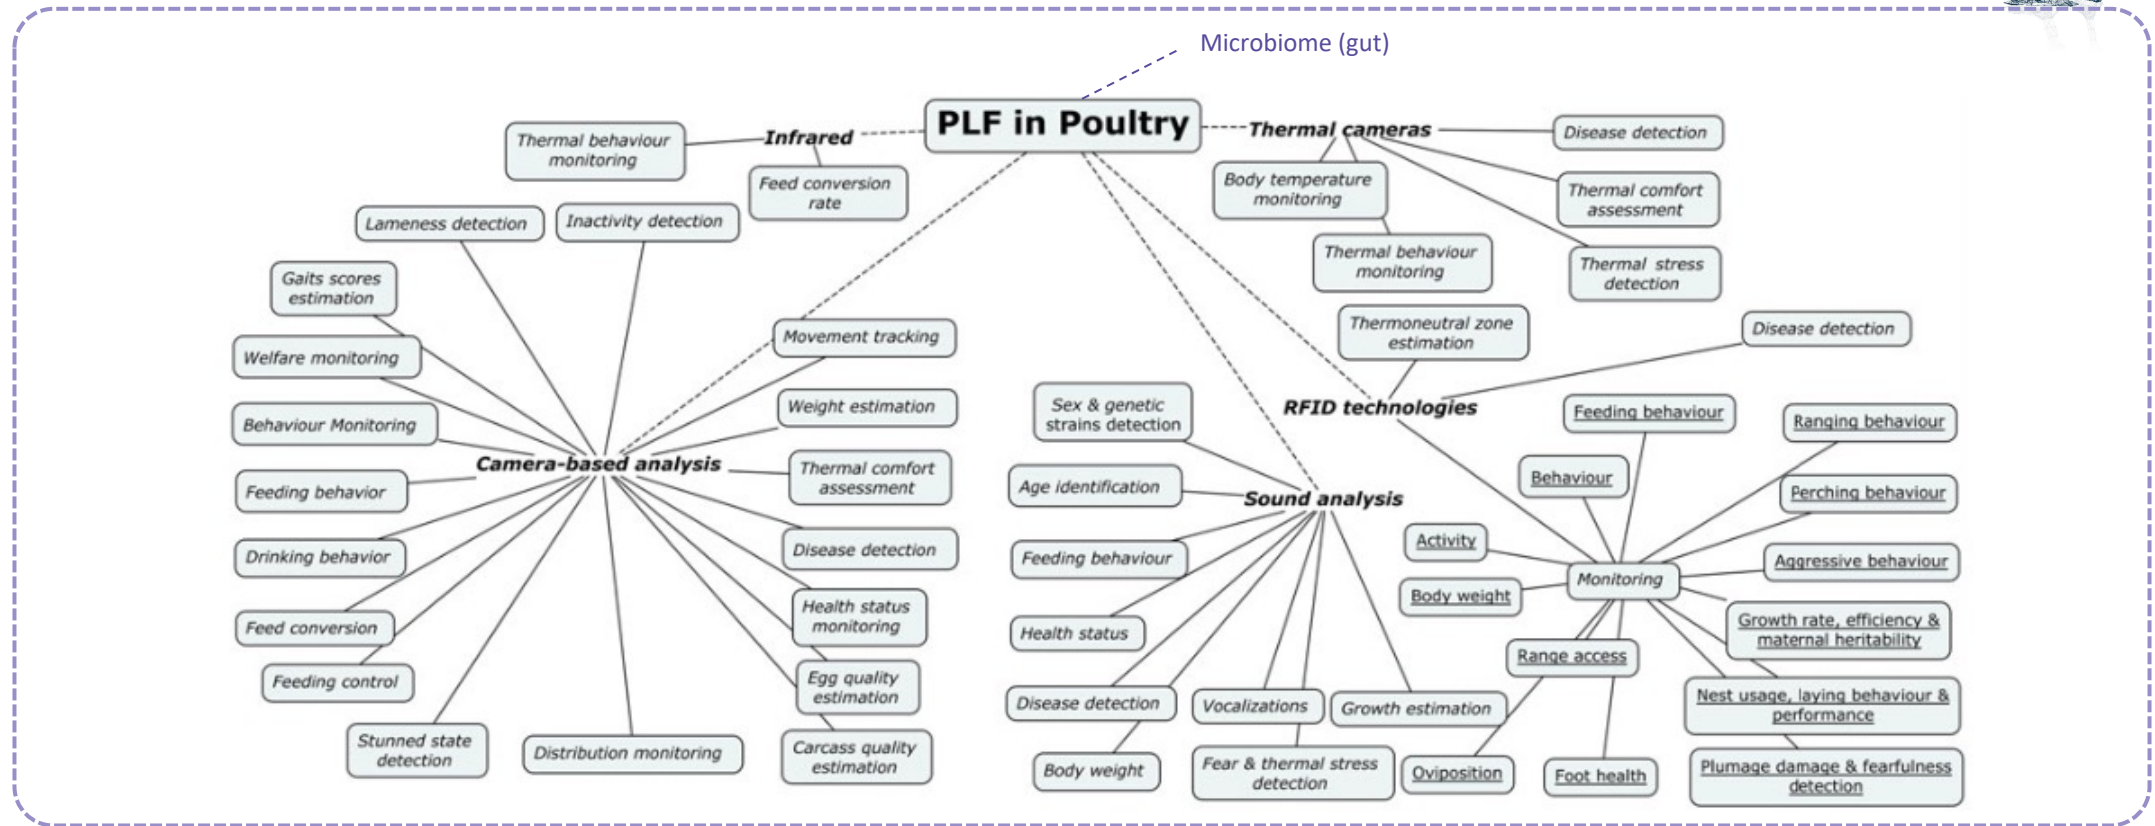 Microbiome (gut)
PLF in Poultry
Infrared
Thermal behaviour
monitoring
Feed conversion
rate
Thermal cameras
Disease detection
Body temperature
monitoring
Thermal comfort
assessment
Thermal behaviour
monitoring
Thermal stress
detection
Lameness detection
Inactivity detection
Gaits scores
estimation
Welfare monitoring
Behaviour Monitoring
Feeding behavior
Drinking behavior
Feed conversion
Feeding control
Stunned state
detection
Distribution monitoring
Camera-based analysis
Movement tracking
Weight estimation
Thermal comfort
assessment
Disease detection
Health status
monitoring
Egg quality
estimation
Carcass quality
estimation
Sex & genetic
strains detection
Age identification
Sound analysis
Feeding behaviour
Health status
Disease detection
Body weight
Vocalizations
Fear & thermal stress
detection
Growth estimation
Thermoneutral zone
estimation
Disease detection
RFID technologies
Feeding behaviour
Ranging behaviour
Behaviour
Perching behaviour
Activity
Monitoring
Aggressive behaviour
Body weight
Growth rate, efficiency &
maternal heritability
Range access
Nest usage, laying behaviour &
performance
Oviposition
Foot health
Plumage damage & fearfulness
detection